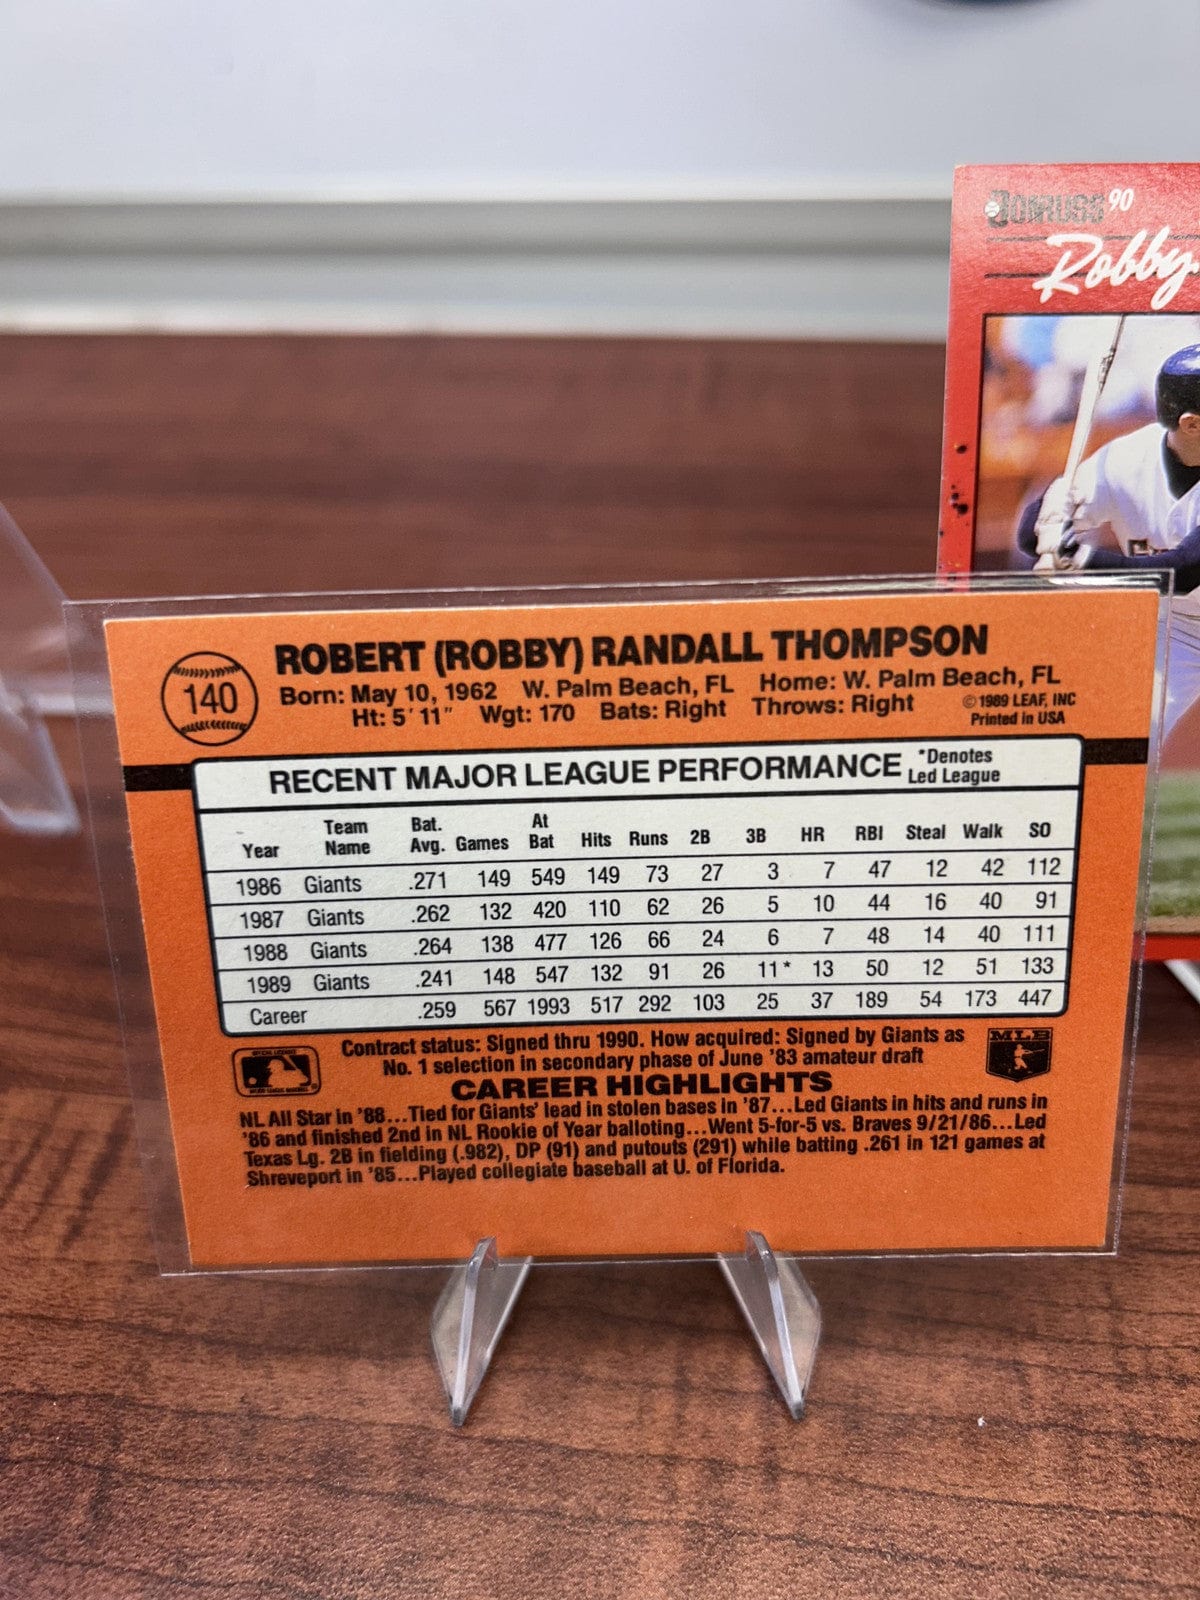 DONRUSS 90
Robby
140
ROBERT (ROBBY) RANDALL THOMPSON
Born: May 10, 1962 W. Palm Beach, FL Home: W. Palm Beach, FL
Ht: 5' 11" Wgt: 170 Bats: Right Throws: Right
© 1989 LEAF, INC
Printed in USA
RECENT MAJOR LEAGUE PERFORMANCE *Denotes Led League
Year Team Name Bat. Avg. Games At Bat Hits Runs 2B 3B HR RBI Steal Walk SO
1986 Giants .271 149 549 149 73 27 3 7 47 12 42 112
1987 Giants .262 132 420 110 62 26 5 10 44 16 40 91
1988 Giants .264 138 477 126 66 24 6 7 48 14 40 111
1989 Giants .241 148 547 132 91 26 11* 13 50 12 51 133
Career .259 567 1993 517 292 103 25 37 189 54 173 447
Contract status: Signed thru 1990. How acquired: Signed by Giants as
No. 1 selection in secondary phase of June '83 amateur draft
MLB
CAREER HIGHLIGHTS
NL All Star in '88...Tied for Giants' lead in stolen bases in '87...Led Giants in hits and runs in
'86 and finished 2nd in NL Rookie of Year balloting...Went 5-for-5 vs. Braves 9/21/86...Led
Texas Lg. 2B in fielding (.982), DP (91) and putouts (291) while batting .261 in 121 games at
Shreveport in '85...Played collegiate baseball at U. of Florida.